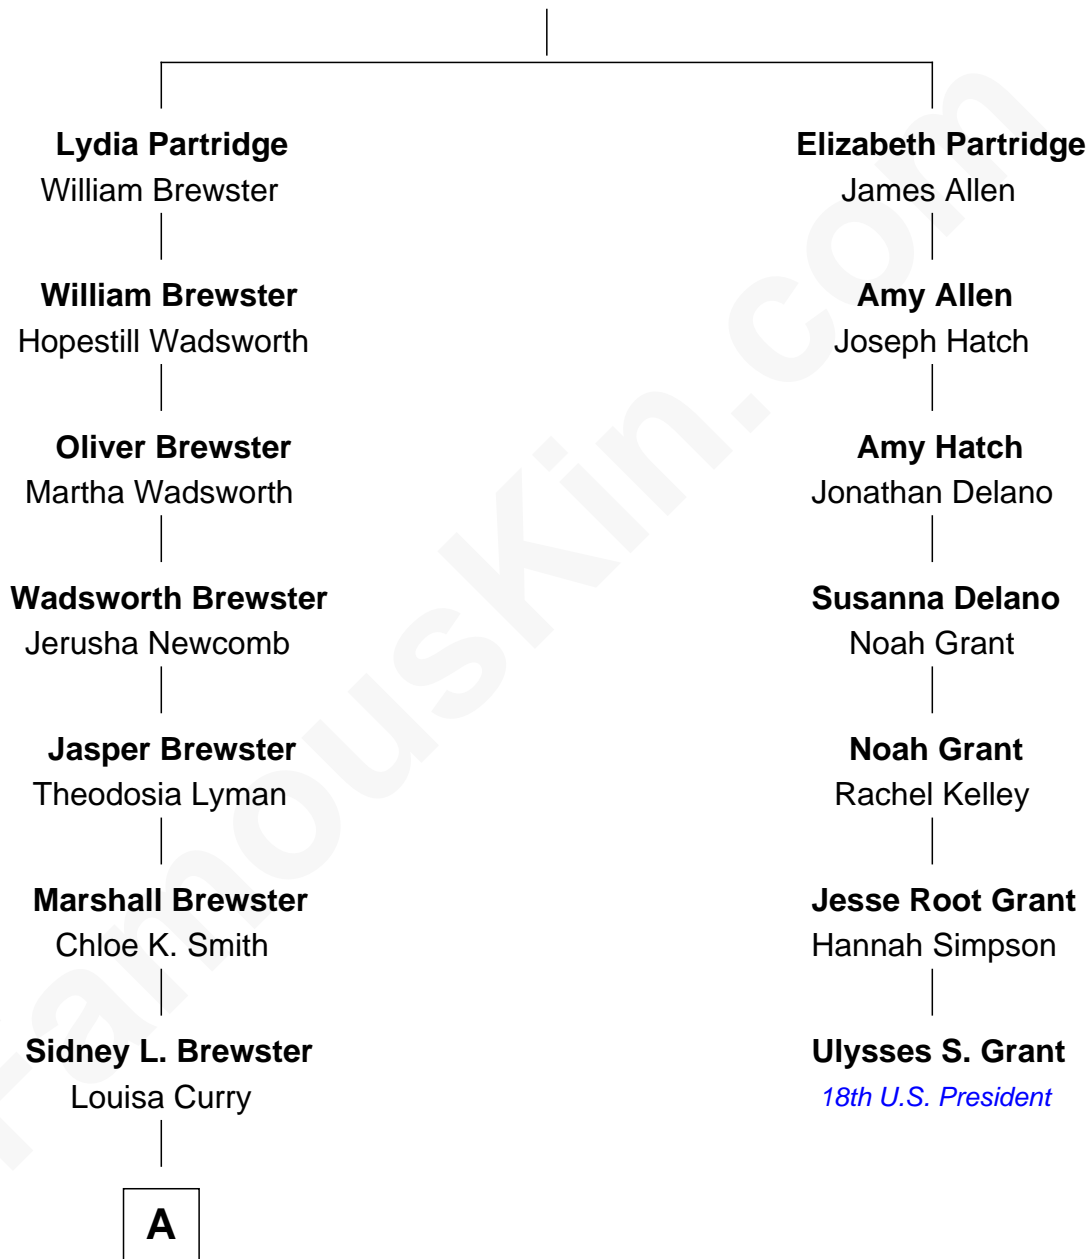 Lydia Partridge
William Brewster
William Brewster
Hopestill Wadsworth
Oliver Brewster
Martha Wadsworth
Wadsworth Brewster
Jerusha Newcomb
Jasper Brewster
Theodosia Lyman
Marshall Brewster
Chloe K. Smith
Sidney L. Brewster
Louisa Curry
A
Elizabeth Partridge
James Allen
Amy Allen
Joseph Hatch
Amy Hatch
Jonathan Delano
Susanna Delano
Noah Grant
Noah Grant
Rachel Kelley
Jesse Root Grant
Hannah Simpson
Ulysses S. Grant
18th U.S. President
FamousKin.com